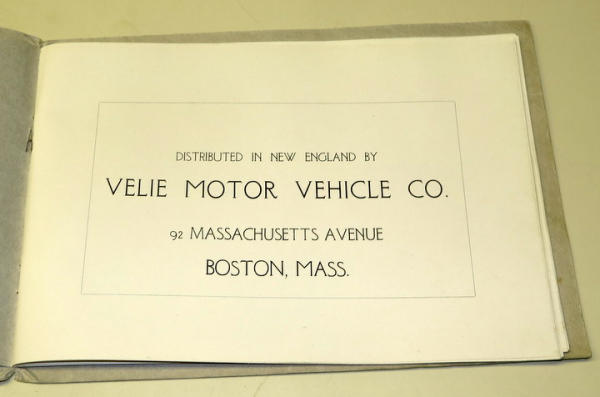 DISTRIBUTED IN NEW ENGLAND BY
VELIE MOTOR VEHICLE CO.
92 MASSACHUSETTS AVENUE
BOSTON, MASS.